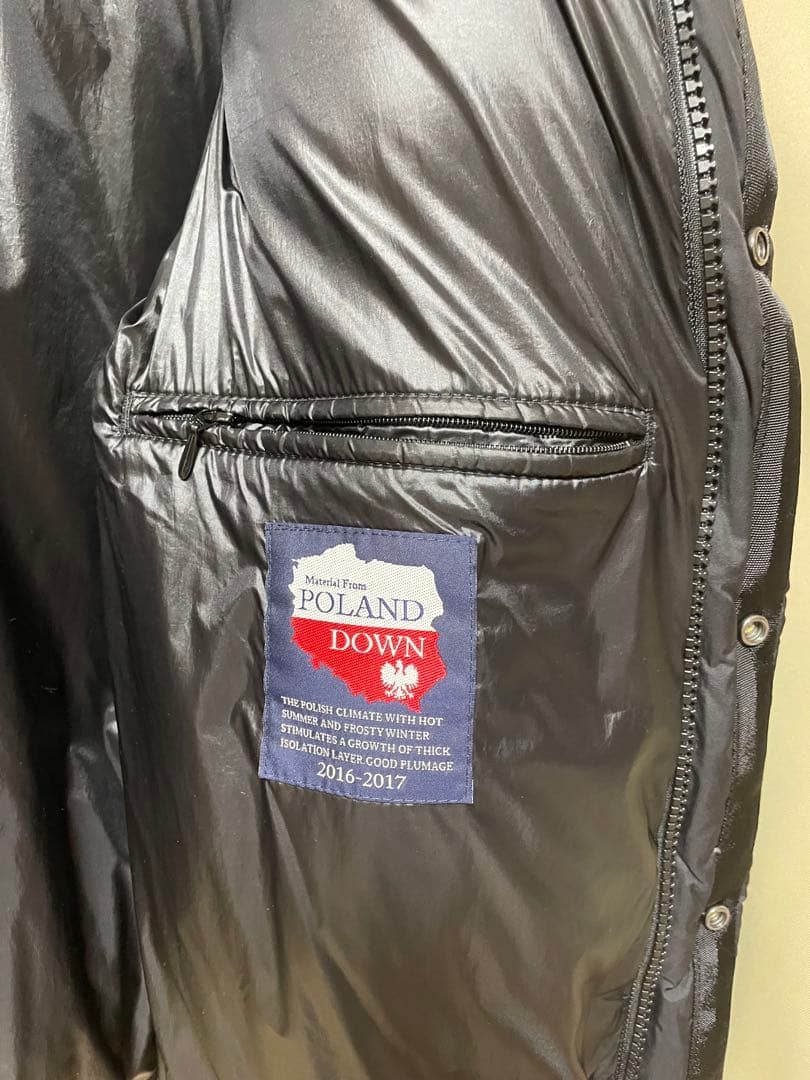 Material From
POLAND
DOWN
THE POLISH CLIMATE WITH HOT
SUMMER AND FROSTY WINTER
STIMULATES A GROWTH OF THICK
ISOLATION LAYER.GOOD PLUMAGE
2016-2017